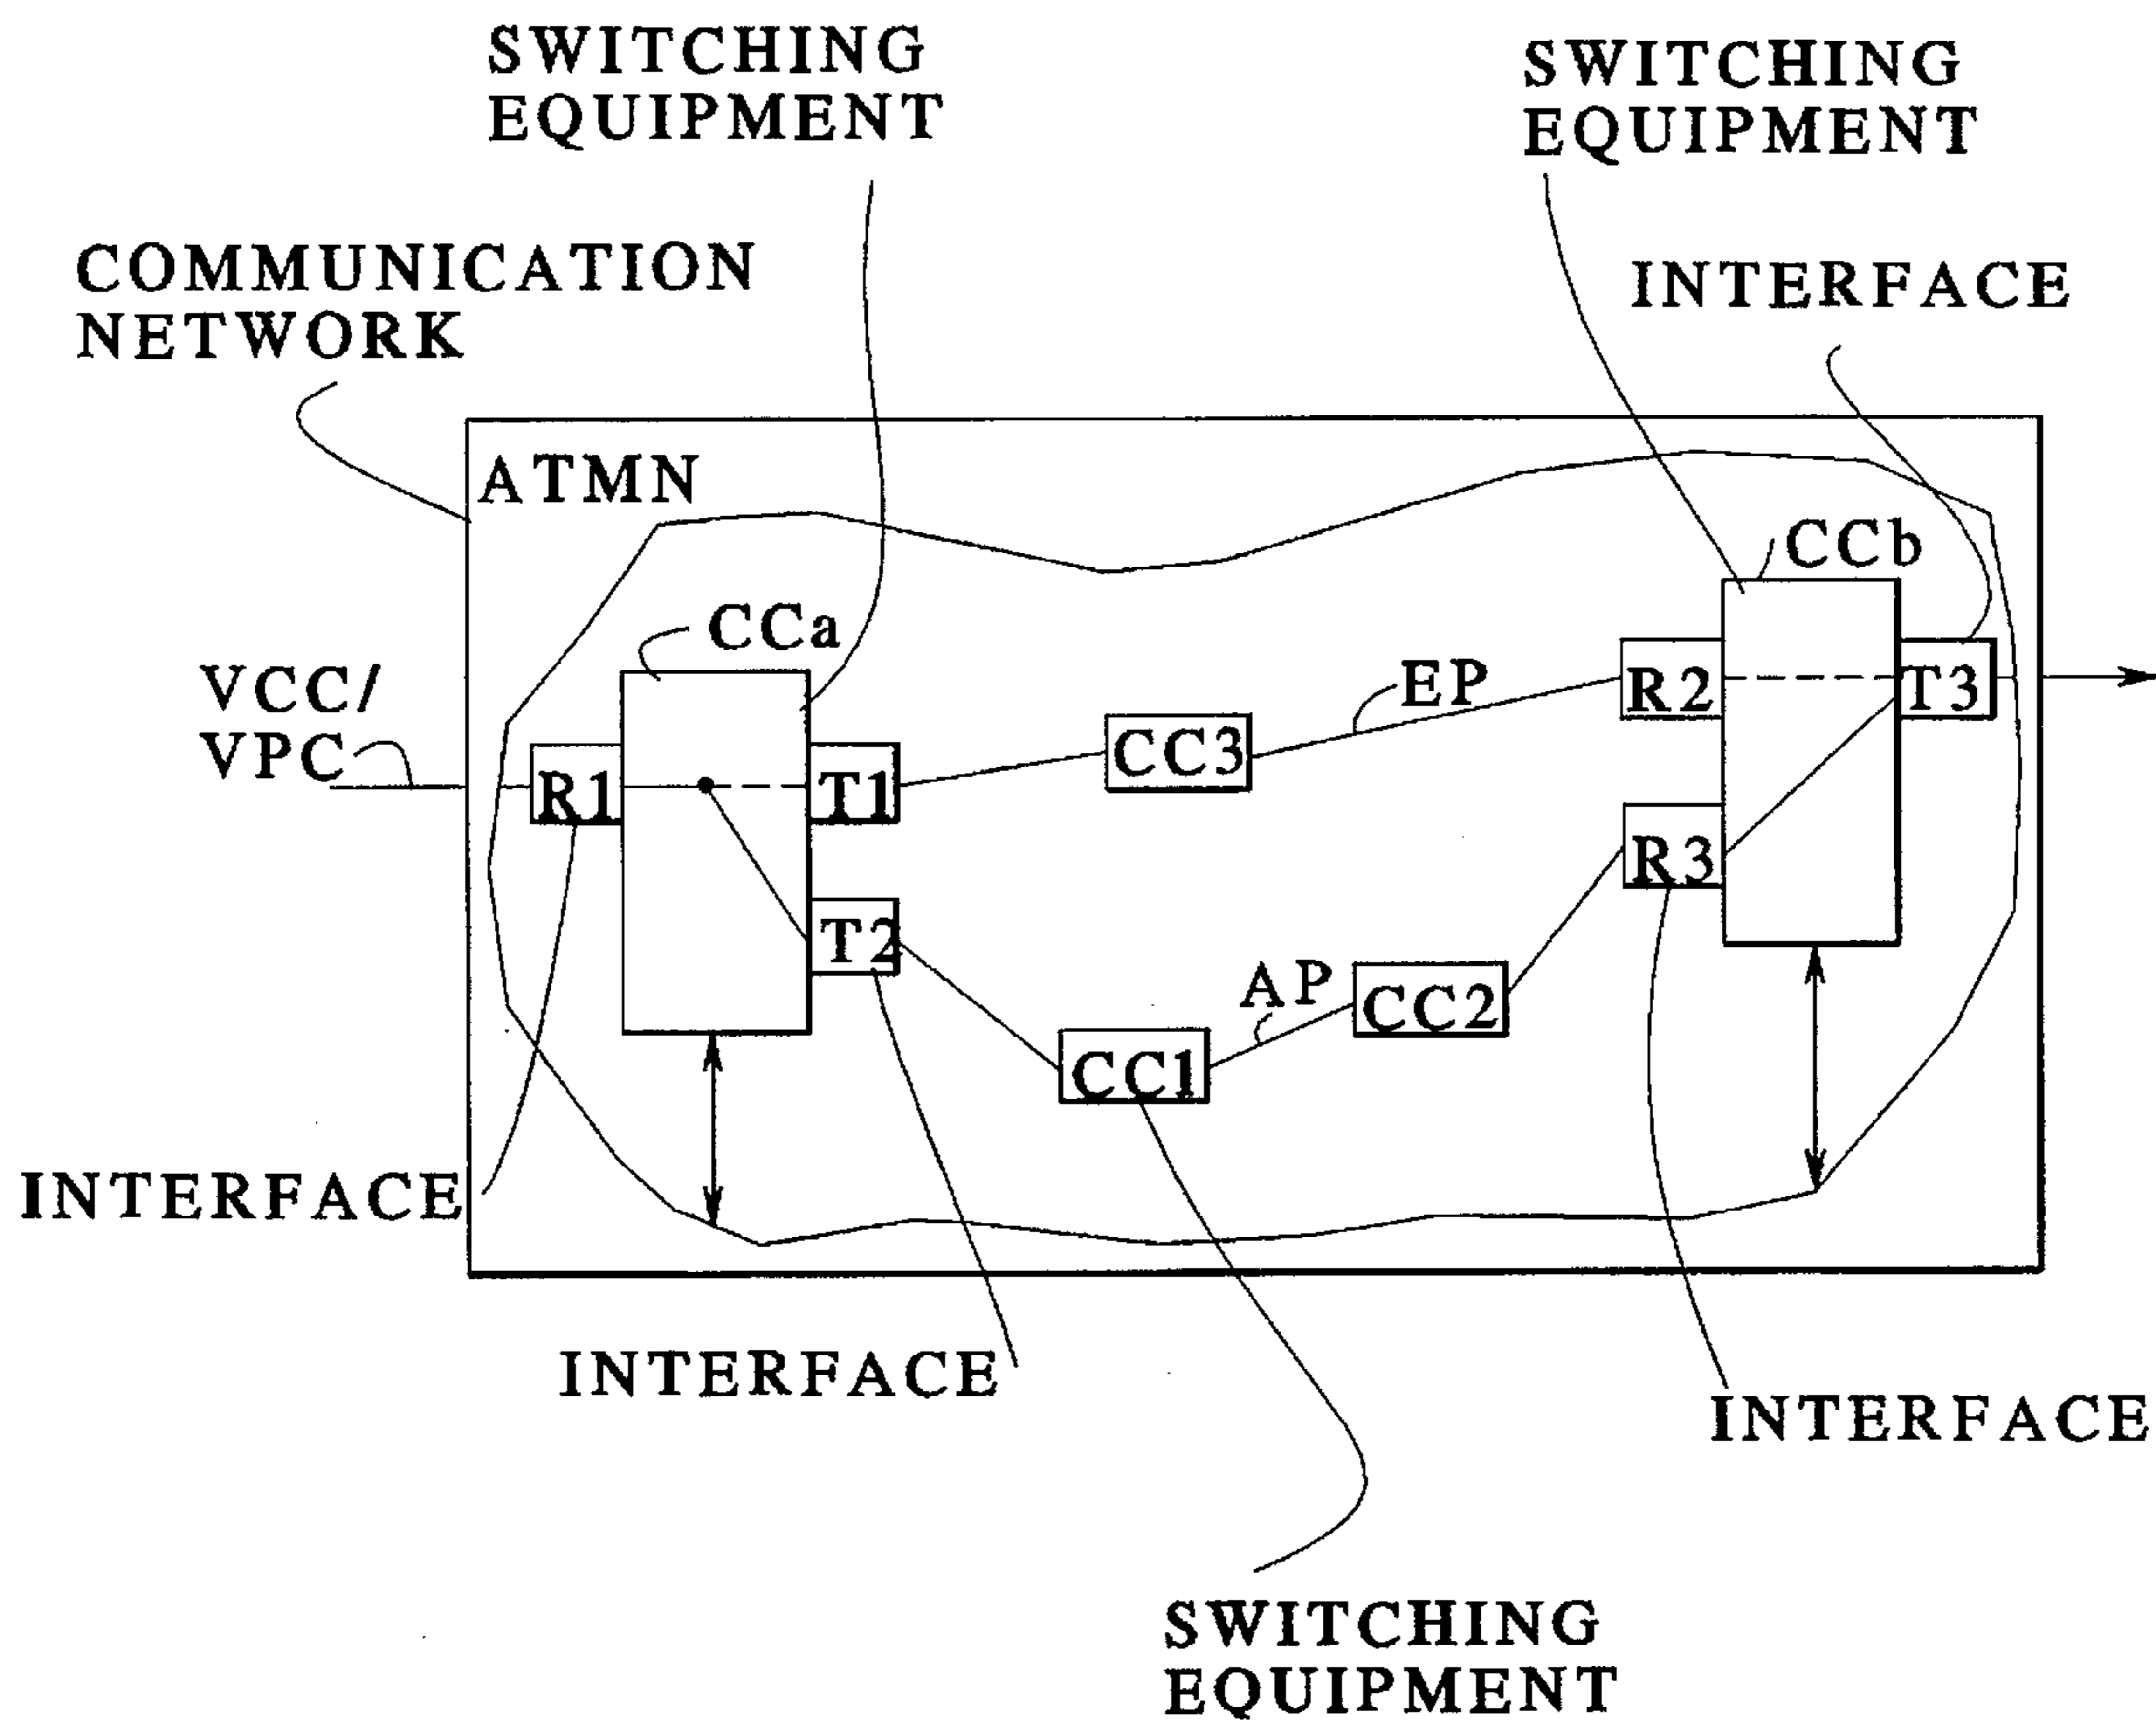 SWITCHING
EQUIPMENT
SWITCHING
EQUIPMENT
COMMUNICATION
NETWORK
INTERFACE
ATMN
CCb
CCa
VCC/
VPC
EP
R2
T3
CC3
R1
T1
R3
T2
AP
CC2
CC1
INTERFACE
INTERFACE
INTERFACE
SWITCHING
EQUIPMENT